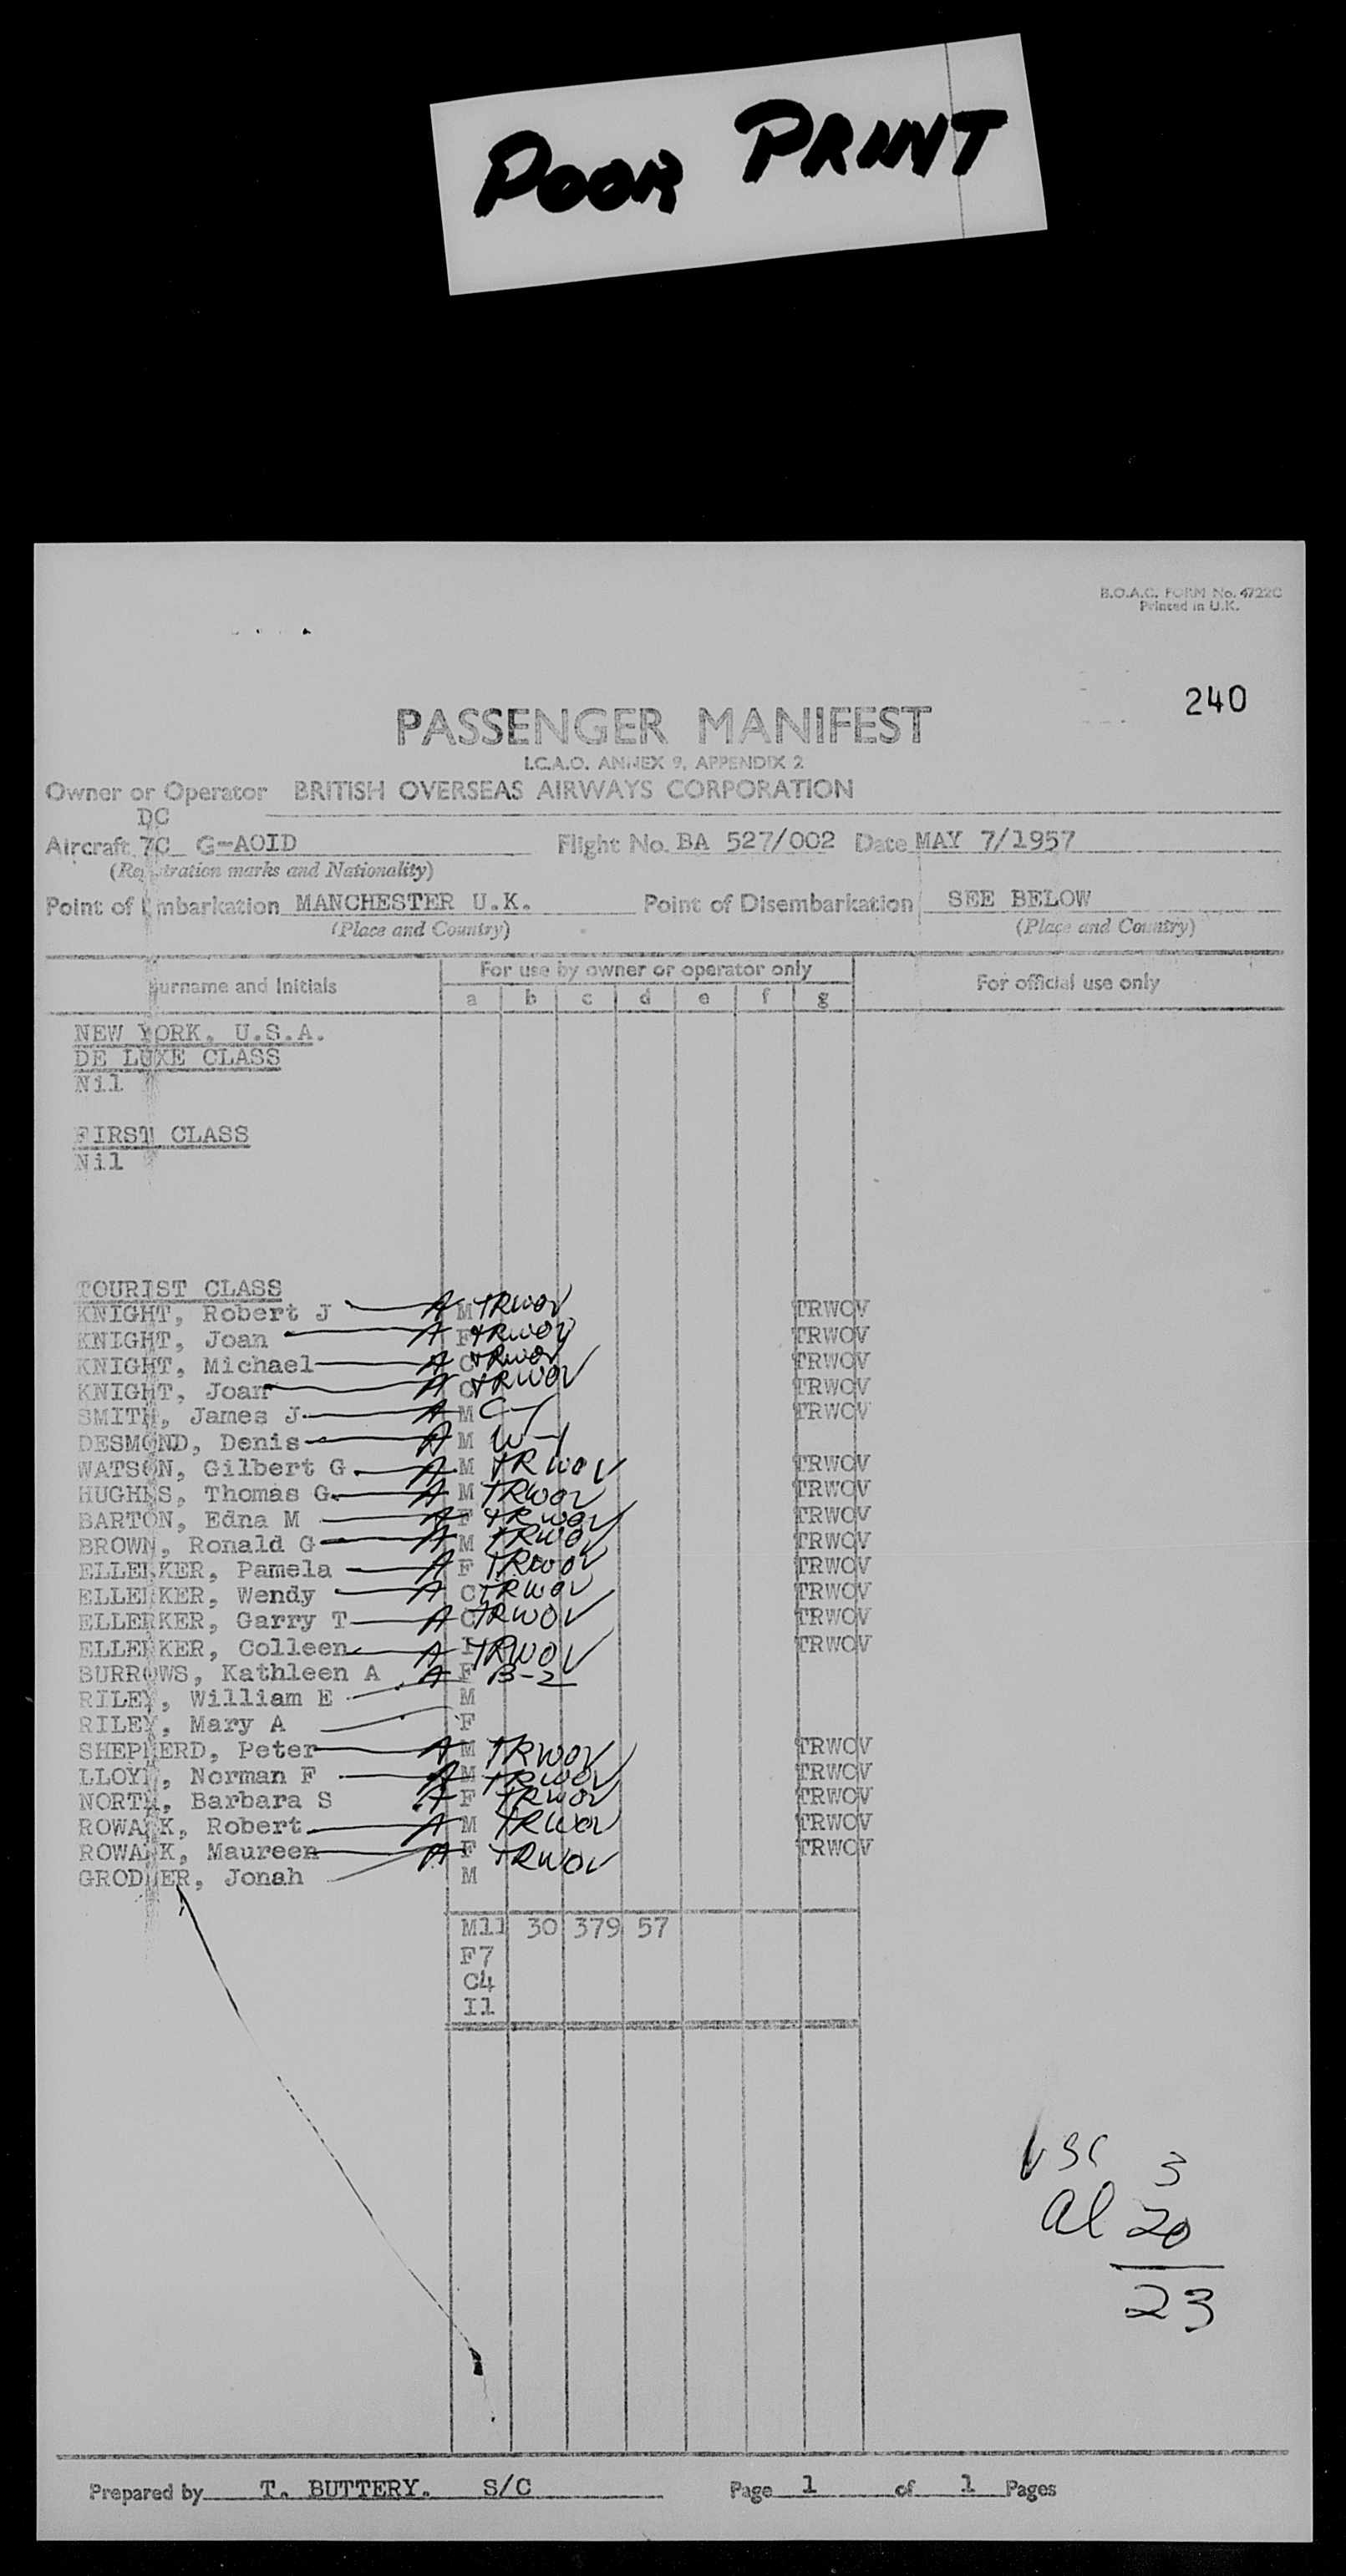 POOR PRINT
B.O.A.C. FORM No. 4722C
Printed in U.K.
240
PASSENGER MANIFEST
I.C.A.O. ANNEX 9, APPENDIX 2
Owner or Operator BRITISH OVERSEAS AIRWAYS CORPORATION
DC
Aircraft 7C G-AOID Flight No. BA 527/002 Date MAY 7/1957
(Registration marks and Nationality)
Point of Embarkation MANCHESTER U.K. Point of Disembarkation SEE BELOW
(Place and Country) (Place and Country)
Surname and Initials For use by owner or operator only For official use only
a b c d e f g
NEW YORK, U.S.A.
DE LUXE CLASS
Nil
FIRST CLASS
Nil
TOURIST CLASS
KNIGHT, Robert J A M TRWOV TRWOV
KNIGHT, Joan A F TRWOV TRWOV
KNIGHT, Michael A C TRWOV TRWOV
KNIGHT, Joan A C TRWOV TRWOV
SMITH, James J. A M C-1 TRWOV
DESMOND, Denis A M W-1
WATSON, Gilbert G. A M TRWOV TRWOV
HUGHES, Thomas G. A M TRWOV TRWOV
BARTON, Edna M A F TRWOV TRWOV
BROWN, Ronald G A M TRWOV TRWOV
ELLERKER, Pamela A F TRWOV TRWOV
ELLERKER, Wendy A C TRWOV TRWOV
ELLERKER, Garry T A C TRWOV TRWOV
ELLERKER, Colleen A I TRWOV TRWOV
BURROWS, Kathleen A A F B-2
RILEY, William E M
RILEY, Mary A F
SHEPHERD, Peter A M TRWOV TRWOV
LLOYD, Norman F A M TRWOV TRWOV
NORTH, Barbara S A F TRWOV TRWOV
ROWARK, Robert A M TRWOV TRWOV
ROWARK, Maureen A F TRWOV TRWOV
GRODNER, Jonah M
M11 30 379 57
F7
C4
I1
USC 3
al 20
23
Prepared by T. BUTTERY. S/C Page 1 of 1 Pages